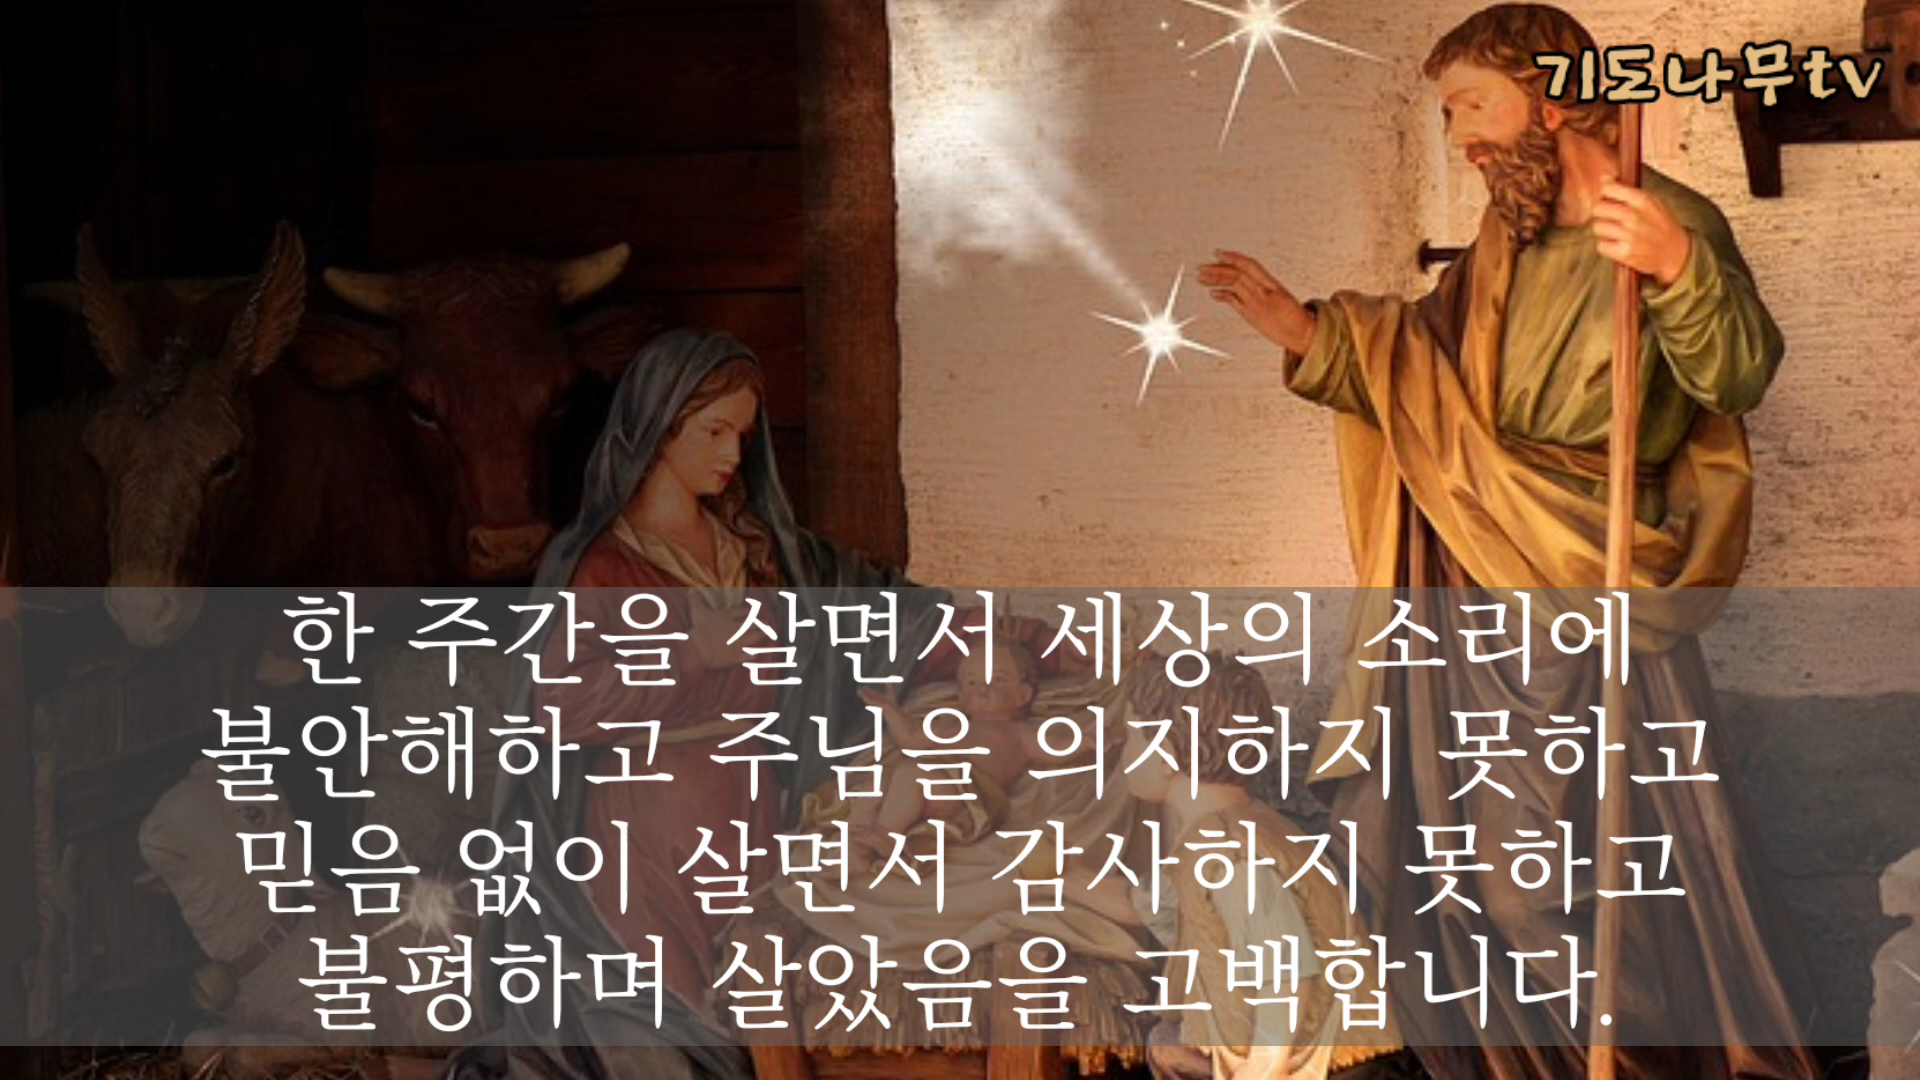 기도나무tv
한 주간을 살면서 세상의 소리에
불안해하고 주님을 의지하지 못하고
믿음 없이 살면서 감사하지 못하고
불평하며 살았음을 고백합니다.